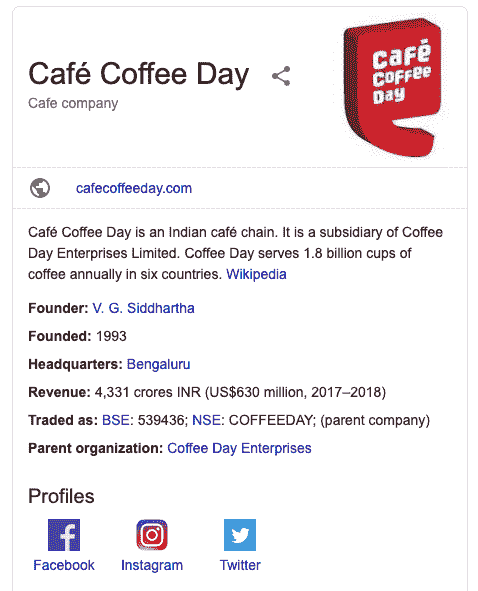 Café Coffee Day
Cafe company
Café
Coffee
Day
cafecoffeeday.com
Café Coffee Day is an Indian café chain. It is a subsidiary of Coffee
Day Enterprises Limited. Coffee Day serves 1.8 billion cups of
coffee annually in six countries. Wikipedia
Founder: V. G. Siddhartha
Founded: 1993
Headquarters: Bengaluru
Revenue: 4,331 crores INR (US$630 million, 2017–2018)
Traded as: BSE: 539436; NSE: COFFEEDAY; (parent company)
Parent organization: Coffee Day Enterprises
Profiles
Facebook
Instagram
Twitter